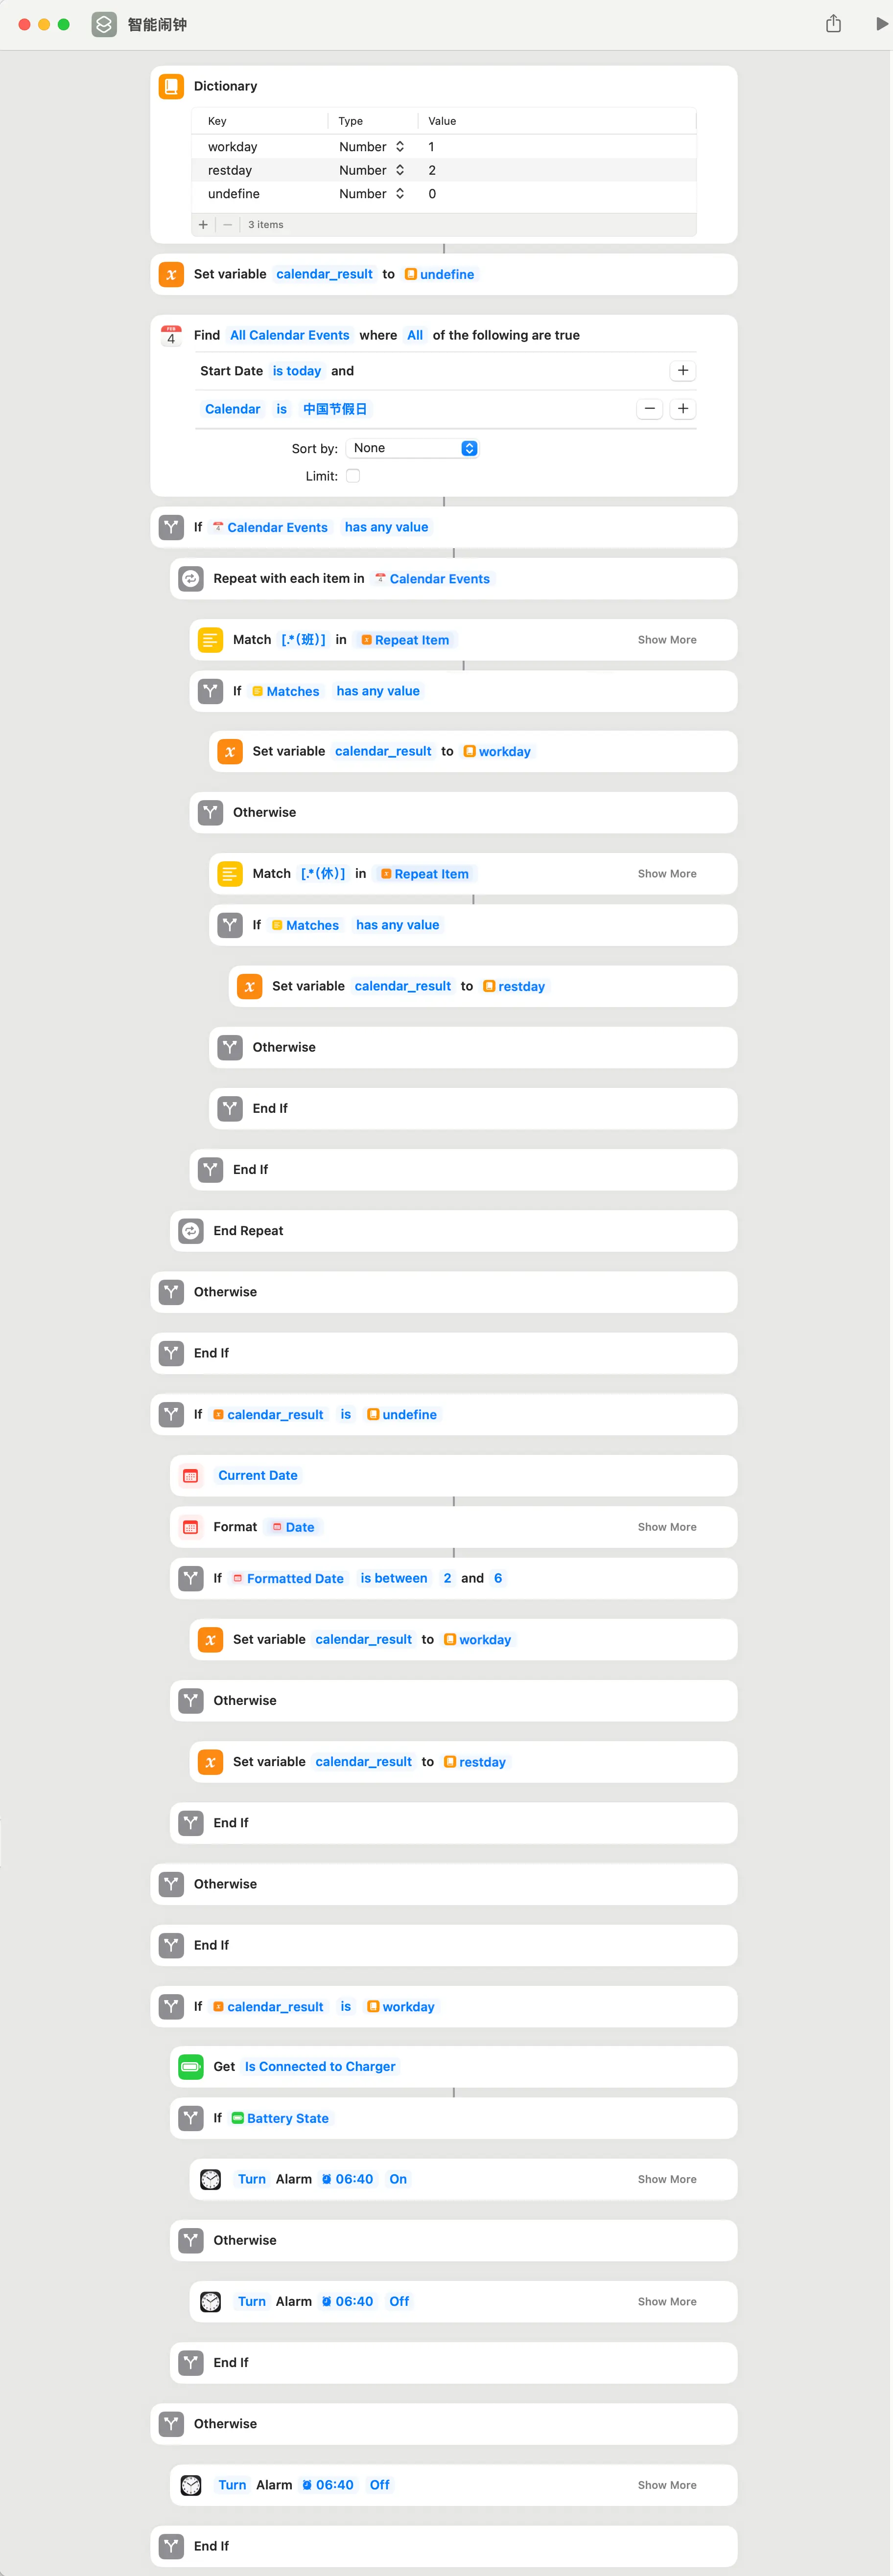 智能闹钟
Dictionary
Key Type Value
workday Number 1
restday Number 2
undefine Number 0
3 items
Set variable calendar_result to undefine
FEB
4
Find All Calendar Events where All of the following are true
Start Date is today and
Calendar is 中国节假日
Sort by: None
Limit:
If Calendar Events has any value
Repeat with each item in Calendar Events
Match [.*(班)] in Repeat Item Show More
If Matches has any value
Set variable calendar_result to workday
Otherwise
Match [.*(休)] in Repeat Item Show More
If Matches has any value
Set variable calendar_result to restday
Otherwise
End If
End If
End Repeat
Otherwise
End If
If calendar_result is undefine
Current Date
Format Date Show More
If Formatted Date is between 2 and 6
Set variable calendar_result to workday
Otherwise
Set variable calendar_result to restday
End If
Otherwise
End If
If calendar_result is workday
Get Is Connected to Charger
If Battery State
Turn Alarm 06:40 On Show More
Otherwise
Turn Alarm 06:40 Off Show More
End If
Otherwise
Turn Alarm 06:40 Off Show More
End If